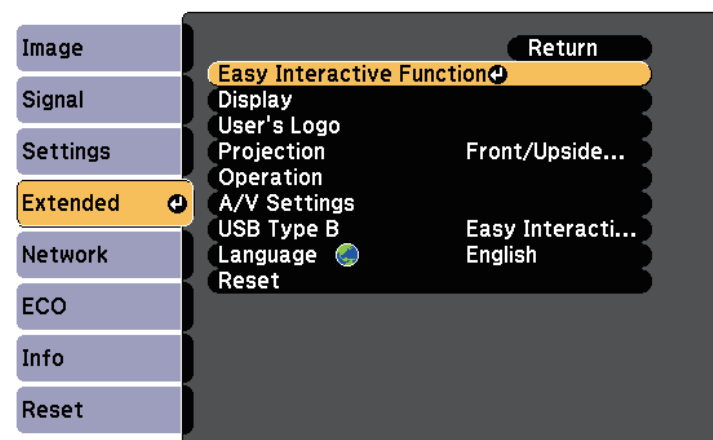 Image
Signal
Settings
Extended
Network
ECO
Info
Reset
Return
Easy Interactive Function
Display
User's Logo
Projection Front/Upside...
Operation
A/V Settings
USB Type B Easy Interacti...
Language English
Reset